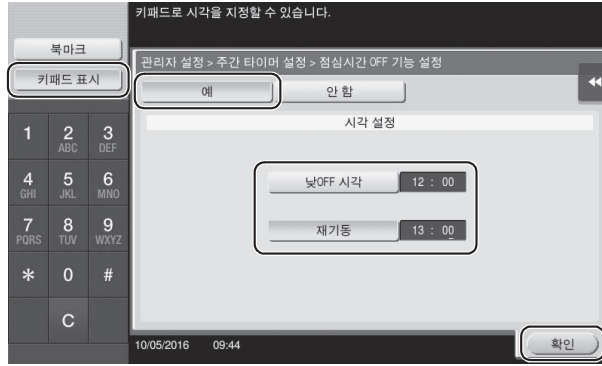 키패드로 시각을 지정할 수 있습니다.
북마크
키패드 표시
관리자 설정 > 주간 타이머 설정 > 점심시간 OFF 기능 설정
예
안 함
시각 설정
낮OFF 시각
12 : 00
재기동
13 : 00
1
2
ABC
3
DEF
4
GHI
5
JKL
6
MNO
7
PQRS
8
TUV
9
WXYZ
*
0
#
C
10/05/2016 09:44
확인